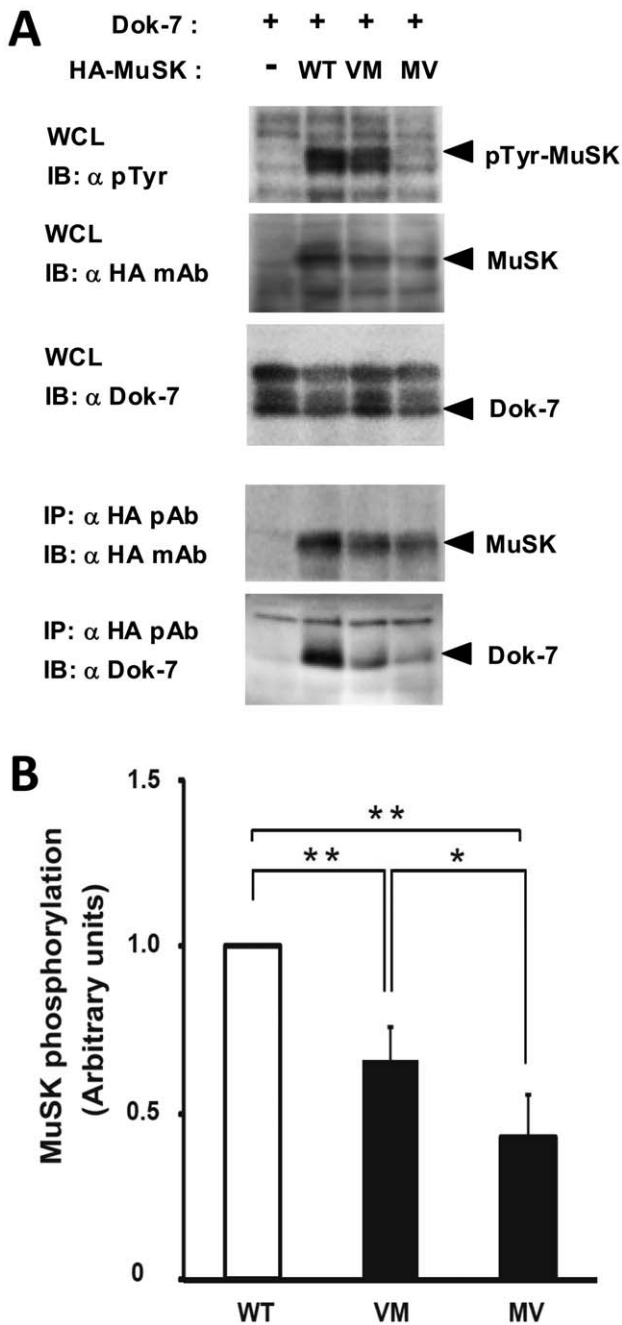 A
Dok-7 : + + + +
HA-MuSK : - WT VM MV
WCL
IB: α pTyr
pTyr-MuSK
WCL
IB: α HA mAb
MuSK
WCL
IB: α Dok-7
Dok-7
IP: α HA pAb
IB: α HA mAb
MuSK
IP: α HA pAb
IB: α Dok-7
Dok-7
B
MuSK phosphorylation
(Arbitrary units)
1.5
1.0
0.5
0
**
** *
WT VM MV